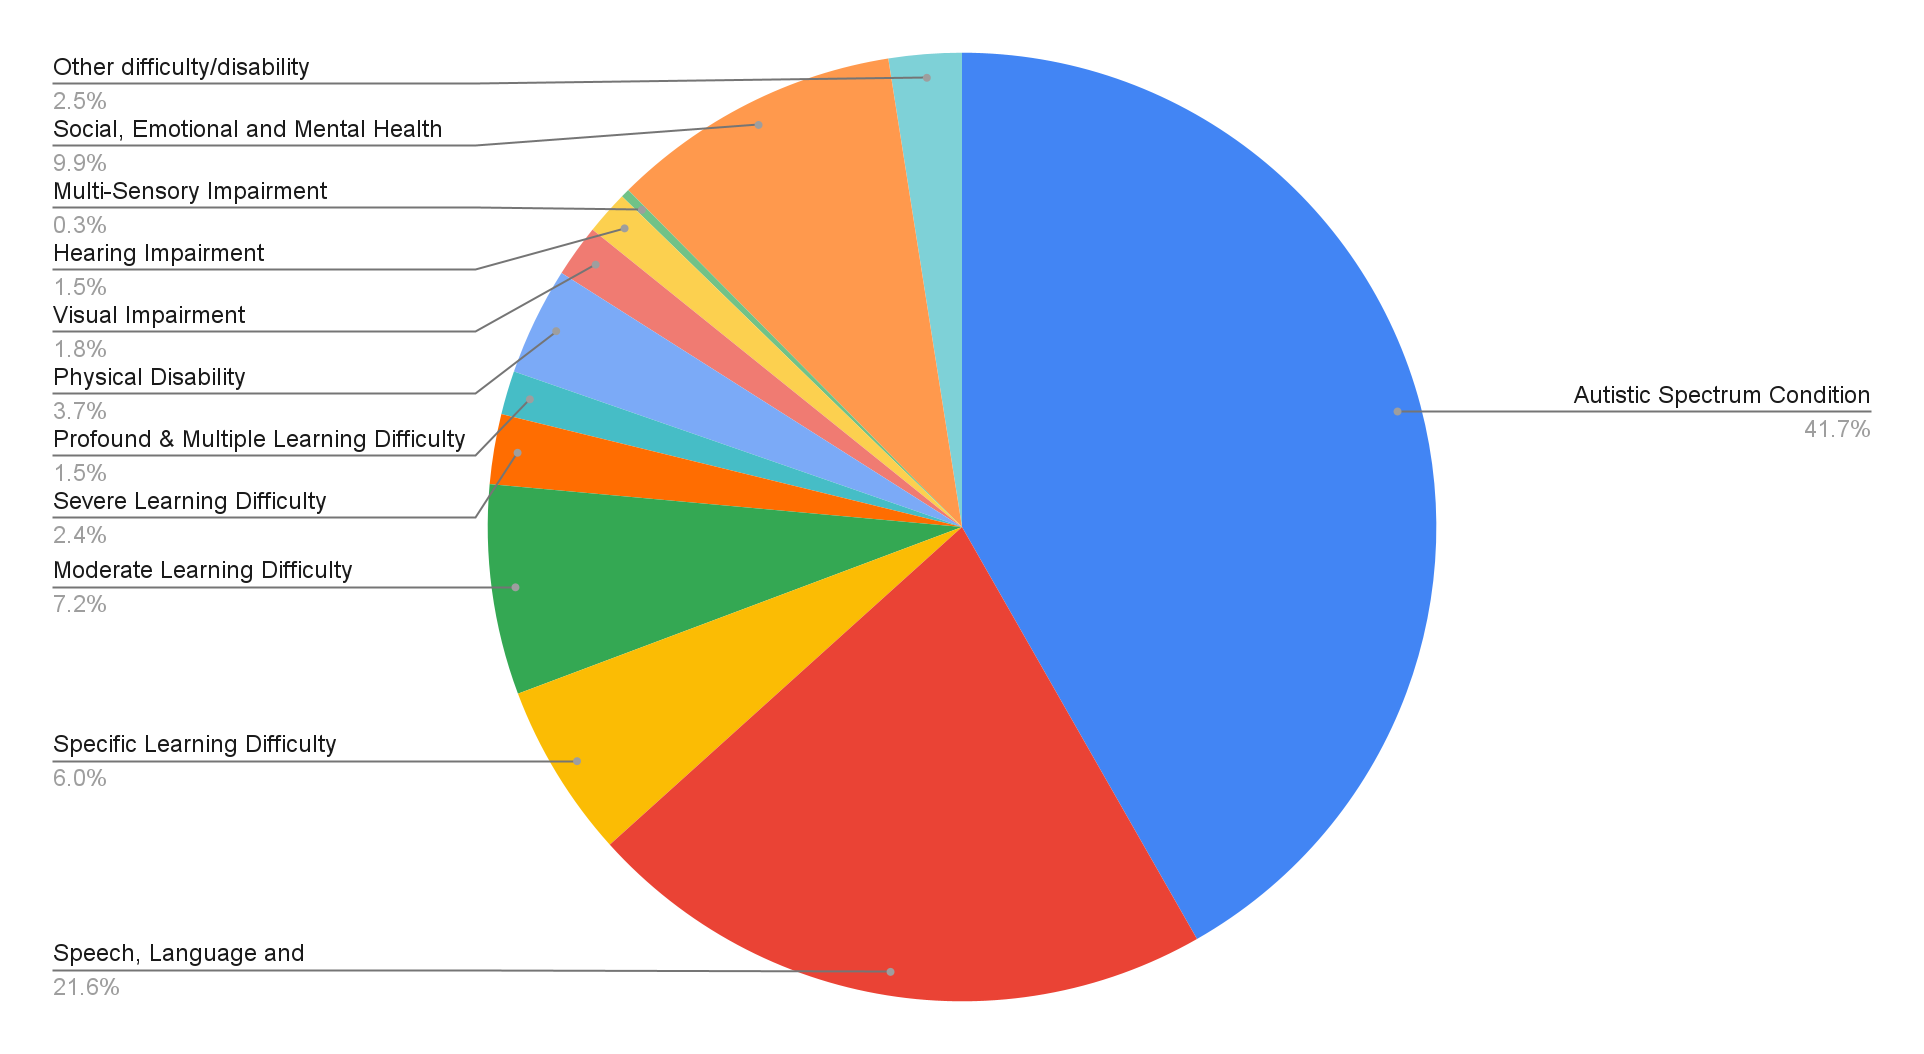 Other difficulty/disability
2.5%
Social, Emotional and Mental Health
9.9%
Multi-Sensory Impairment
0.3%
Hearing Impairment
1.5%
Visual Impairment
1.8%
Physical Disability
3.7%
Profound & Multiple Learning Difficulty
1.5%
Severe Learning Difficulty
2.4%
Moderate Learning Difficulty
7.2%
Specific Learning Difficulty
6.0%
Speech, Language and
21.6%
Autistic Spectrum Condition
41.7%